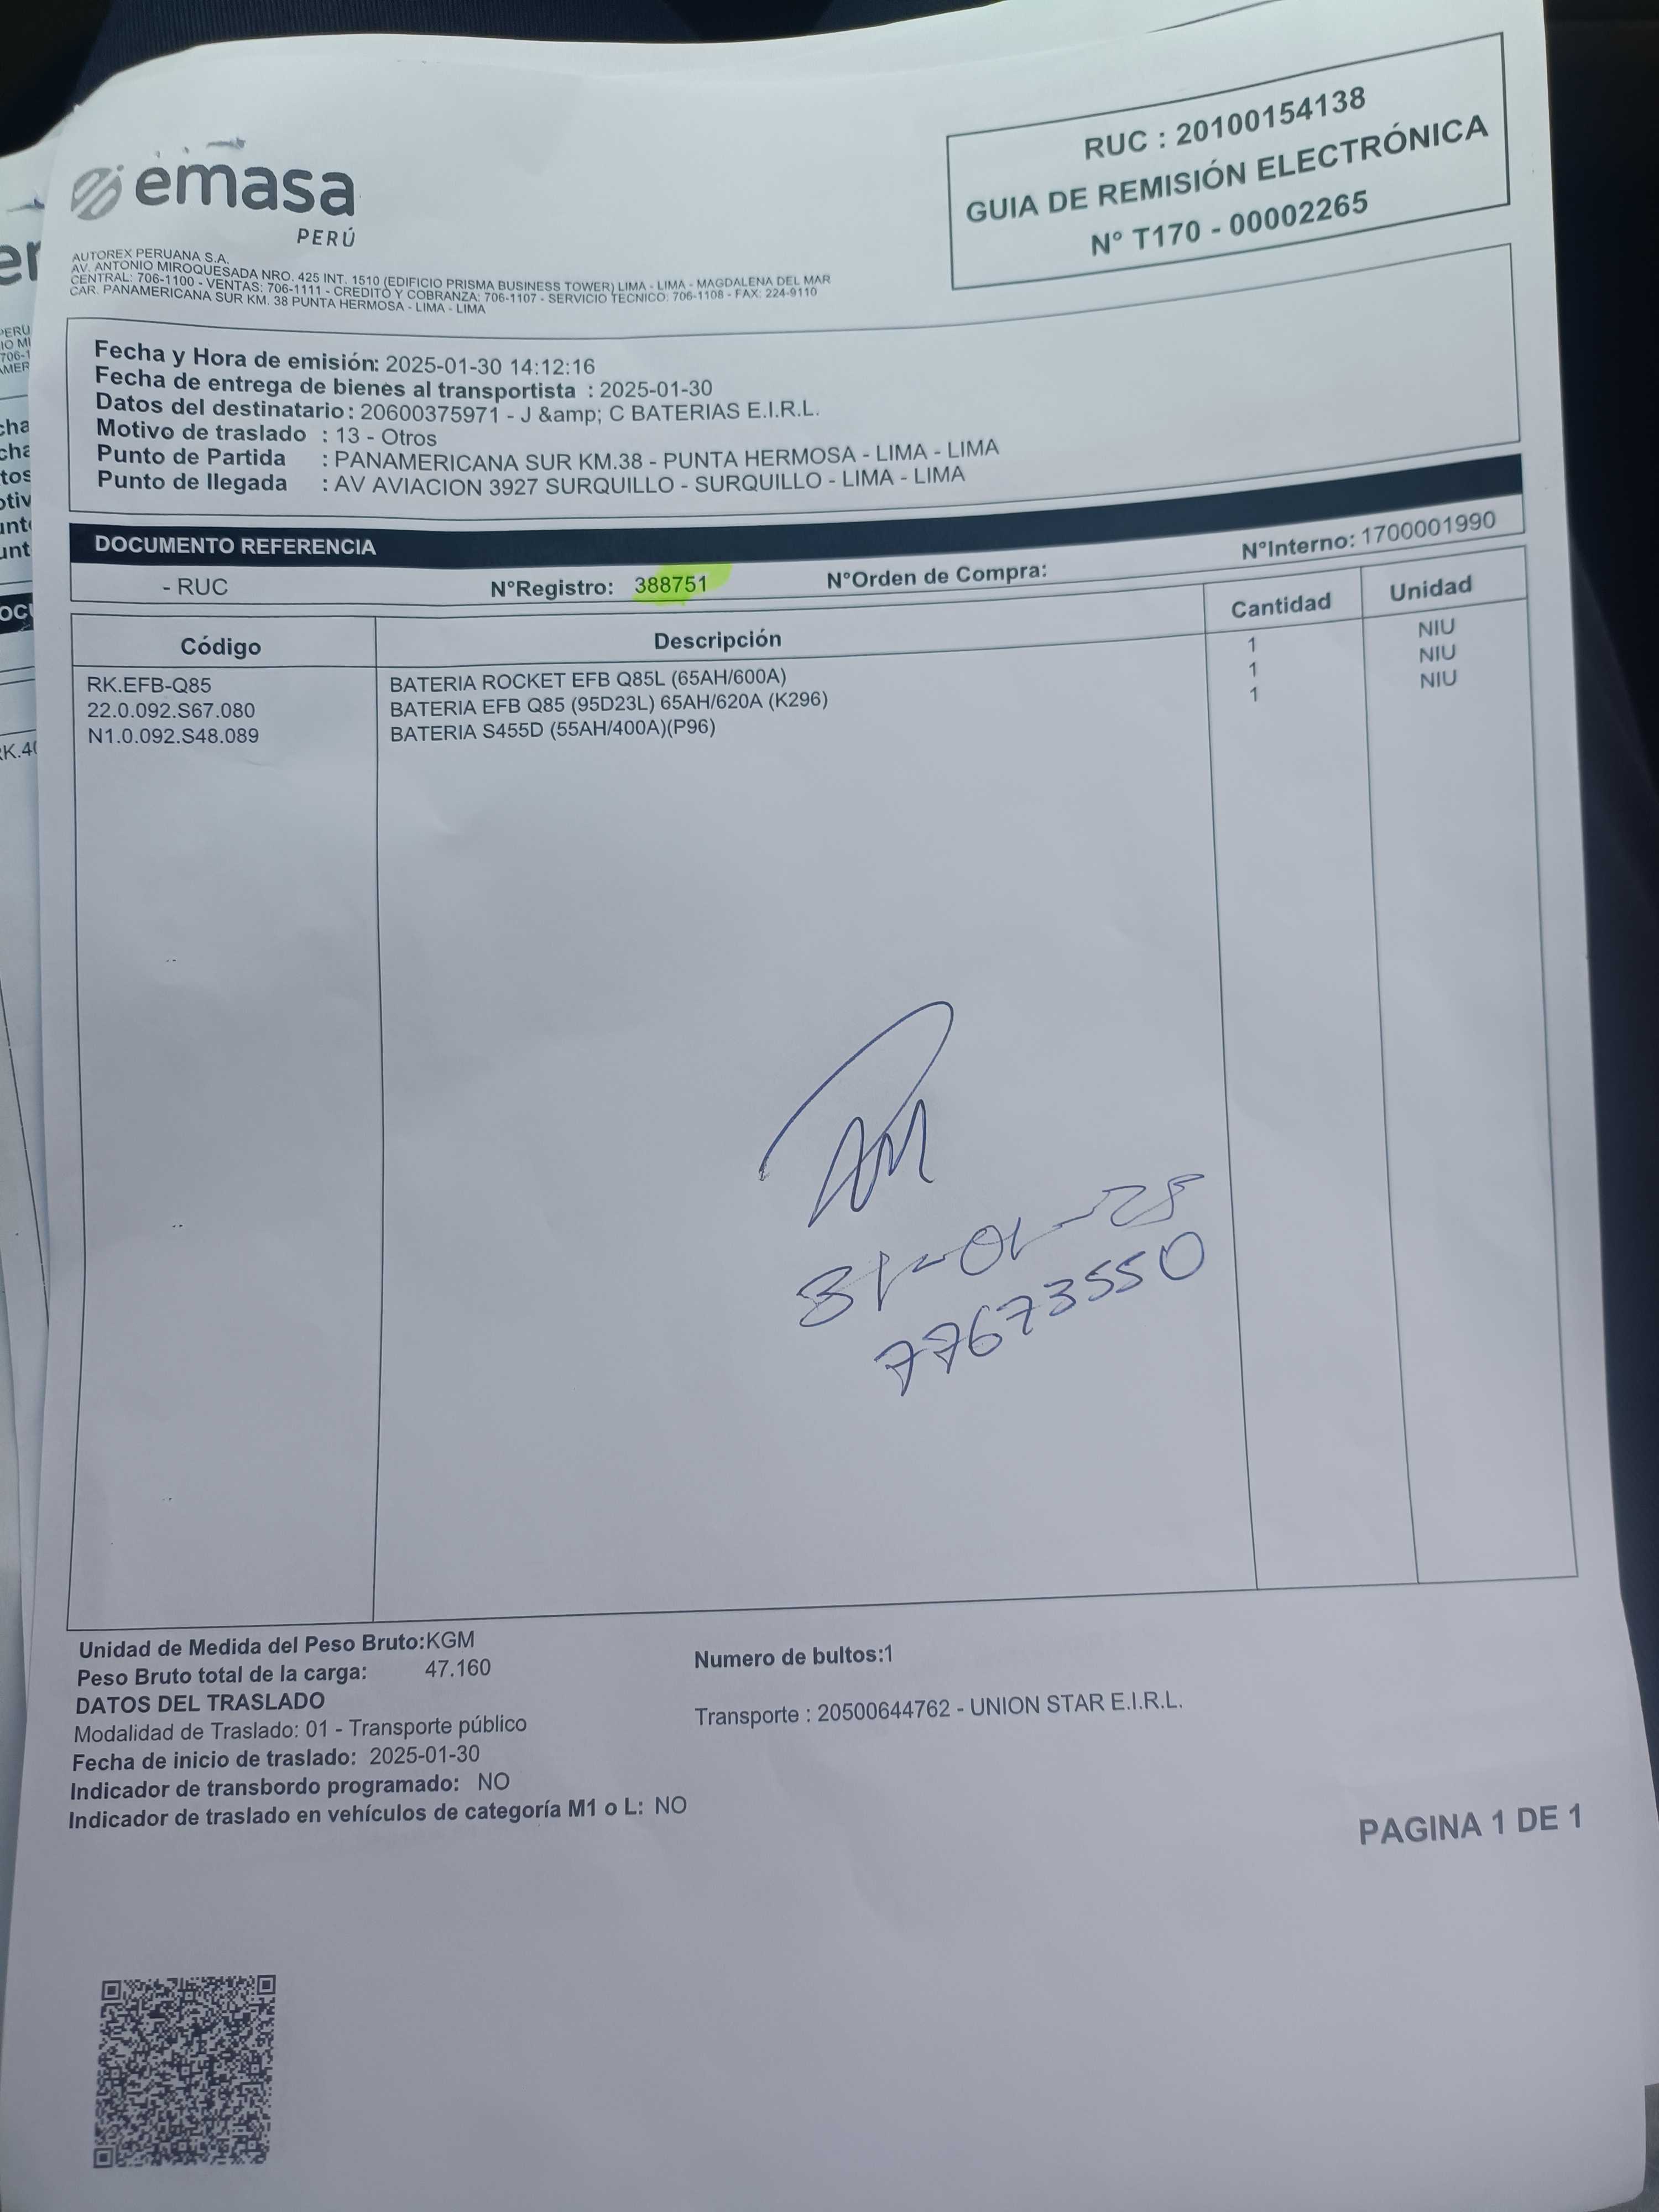 emasa
PERÚ
AUTOREX PERUANA S.A.
AV. ANTONIO MIROQUESADA NRO. 425 INT. 1510 (EDIFICIO PRISMA BUSINESS TOWER) LIMA - LIMA - MAGDALENA DEL MAR
CENTRAL: 706-1100 - VENTAS: 706-1111 - CREDITO Y COBRANZA: 706-1107 - SERVICIO TECNICO: 706-1108 - FAX: 224-9110
CAR. PANAMERICANA SUR KM. 38 PUNTA HERMOSA - LIMA - LIMA
RUC : 20100154138
GUIA DE REMISIÓN ELECTRÓNICA
N° T170 - 00002265
Fecha y Hora de emisión: 2025-01-30 14:12:16
Fecha de entrega de bienes al transportista : 2025-01-30
Datos del destinatario: 20600375971 - J &amp; C BATERIAS E.I.R.L.
Motivo de traslado : 13 - Otros
Punto de Partida : PANAMERICANA SUR KM.38 - PUNTA HERMOSA - LIMA - LIMA
Punto de llegada : AV AVIACION 3927 SURQUILLO - SURQUILLO - LIMA - LIMA
DOCUMENTO REFERENCIA
- RUC N°Registro: 388751 N°Orden de Compra: N°Interno: 1700001990
Código Descripción Cantidad Unidad
RK.EFB-Q85 BATERIA ROCKET EFB Q85L (65AH/600A) 1 NIU
22.0.092.S67.080 BATERIA EFB Q85 (95D23L) 65AH/620A (K296) 1 NIU
N1.0.092.S48.089 BATERIA S455D (55AH/400A)(P96) 1 NIU
31-01-25
77673550
Unidad de Medida del Peso Bruto:KGM
Peso Bruto total de la carga: 47.160
Numero de bultos:1
DATOS DEL TRASLADO
Modalidad de Traslado: 01 - Transporte público
Transporte : 20500644762 - UNION STAR E.I.R.L.
Fecha de inicio de traslado: 2025-01-30
Indicador de transbordo programado: NO
Indicador de traslado en vehículos de categoría M1 o L: NO
PAGINA 1 DE 1